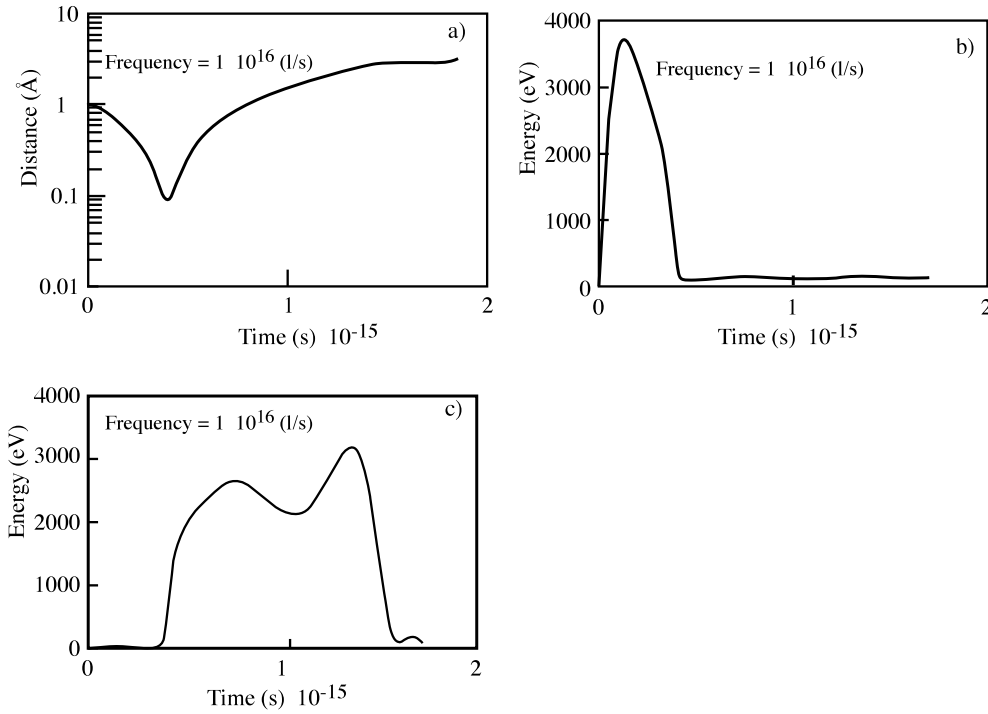 10
a)
Frequency = 1 10^16 (l/s)
1
Distance (Å)
0.1
0.01
0
1
2
Time (s) 10^-15
4000
b)
Frequency = 1 10^16 (l/s)
3000
Energy (eV)
2000
1000
0
0
1
2
Time (s) 10^-15
4000
c)
Frequency = 1 10^16 (l/s)
3000
Energy (eV)
2000
1000
0
0
1
2
Time (s) 10^-15